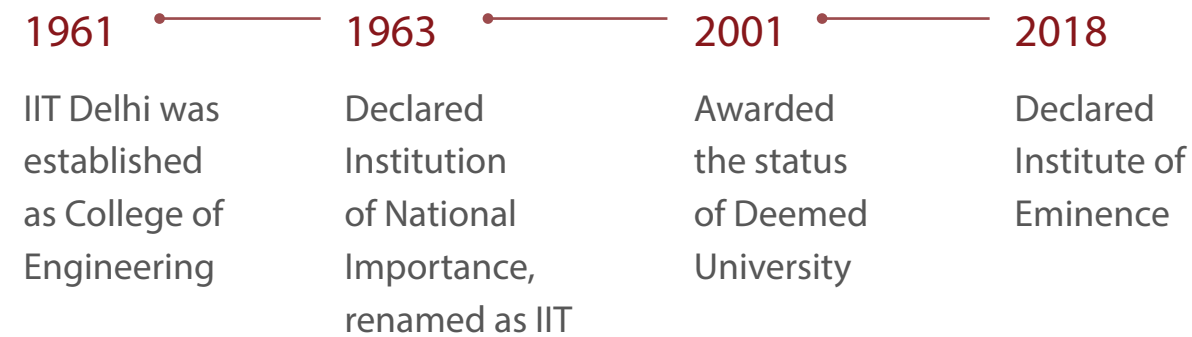 1961
IIT Delhi was
established
as College of
Engineering
1963
Declared
Institution
of National
Importance,
renamed as IIT
2001
Awarded
the status
of Deemed
University
2018
Declared
Institute of
Eminence